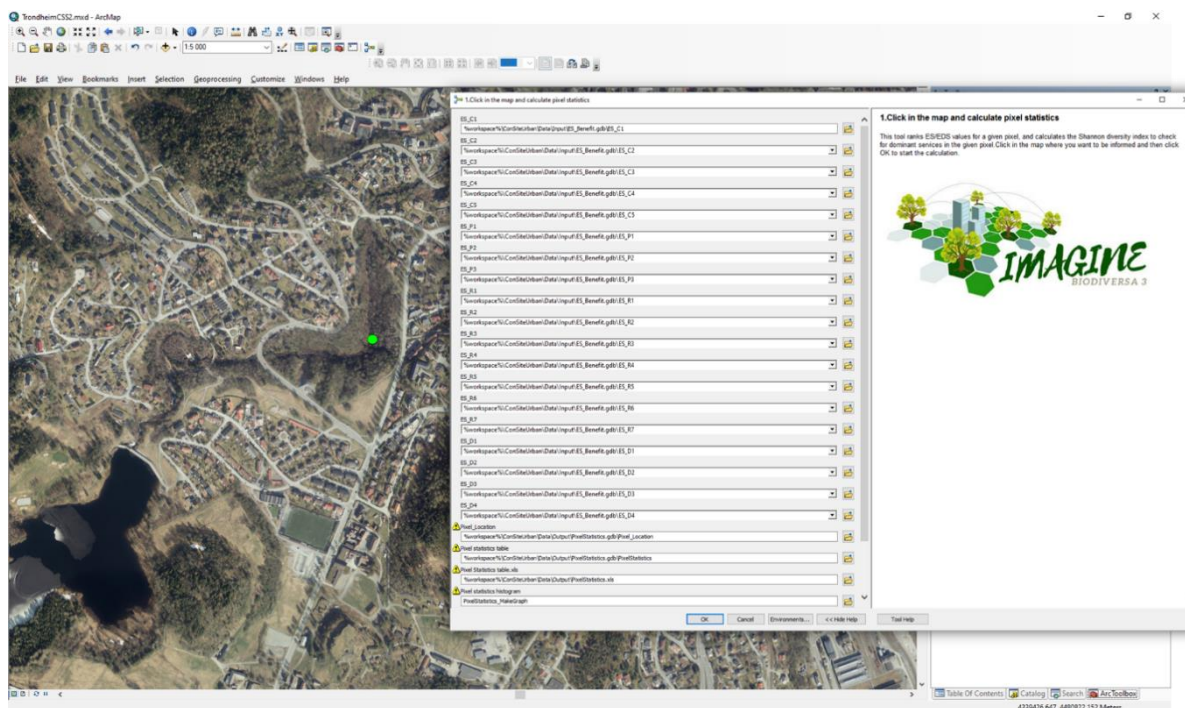 TrondheimCSS2.mxd - ArcMap
1:5 000
File Edit View Bookmarks Insert Selection Geoprocessing Customize Windows Help
1.Click in the map and calculate pixel statistics
ES_C1
%workspace%\ConSiteUrban\Data\Input\ES_Benefit.gdb\ES_C1
ES_C2
%workspace%\ConSiteUrban\Data\Input\ES_Benefit.gdb\ES_C2
ES_C3
%workspace%\ConSiteUrban\Data\Input\ES_Benefit.gdb\ES_C3
ES_C4
%workspace%\ConSiteUrban\Data\Input\ES_Benefit.gdb\ES_C4
ES_C5
%workspace%\ConSiteUrban\Data\Input\ES_Benefit.gdb\ES_C5
ES_P1
%workspace%\ConSiteUrban\Data\Input\ES_Benefit.gdb\ES_P1
ES_P2
%workspace%\ConSiteUrban\Data\Input\ES_Benefit.gdb\ES_P2
ES_P3
%workspace%\ConSiteUrban\Data\Input\ES_Benefit.gdb\ES_P3
ES_R1
%workspace%\ConSiteUrban\Data\Input\ES_Benefit.gdb\ES_R1
ES_R2
%workspace%\ConSiteUrban\Data\Input\ES_Benefit.gdb\ES_R2
ES_R3
%workspace%\ConSiteUrban\Data\Input\ES_Benefit.gdb\ES_R3
ES_R4
%workspace%\ConSiteUrban\Data\Input\ES_Benefit.gdb\ES_R4
ES_R5
%workspace%\ConSiteUrban\Data\Input\ES_Benefit.gdb\ES_R5
ES_R6
%workspace%\ConSiteUrban\Data\Input\ES_Benefit.gdb\ES_R6
ES_R7
%workspace%\ConSiteUrban\Data\Input\ES_Benefit.gdb\ES_R7
ES_D1
%workspace%\ConSiteUrban\Data\Input\ES_Benefit.gdb\ES_D1
ES_D2
%workspace%\ConSiteUrban\Data\Input\ES_Benefit.gdb\ES_D2
ES_D3
%workspace%\ConSiteUrban\Data\Input\ES_Benefit.gdb\ES_D3
ES_D4
%workspace%\ConSiteUrban\Data\Input\ES_Benefit.gdb\ES_D4
Pixel_Location
%workspace%\ConSiteUrban\Data\Output\PixelStatistics.gdb\Pixel_Location
Pixel statistics table
%workspace%\ConSiteUrban\Data\Output\PixelStatistics.gdb\PixelStatistics
Pixel Statistics table.xls
%workspace%\ConSiteUrban\Data\Output\PixelStatistics.xls
Pixel statistics histogram
PixelStatistics_MakeGraph
OK Cancel Environments... << Hide Help Tool Help
1.Click in the map and calculate pixel statistics
This tool ranks ES/EDS values for a given pixel, and calculates the Shannon diversity index to check
for dominant services in the given pixel.Click in the map where you want to be informed and then click
OK to start the calculation.
IMAGINE
BIODIVERSA 3
Table Of Contents Catalog Search ArcToolbox